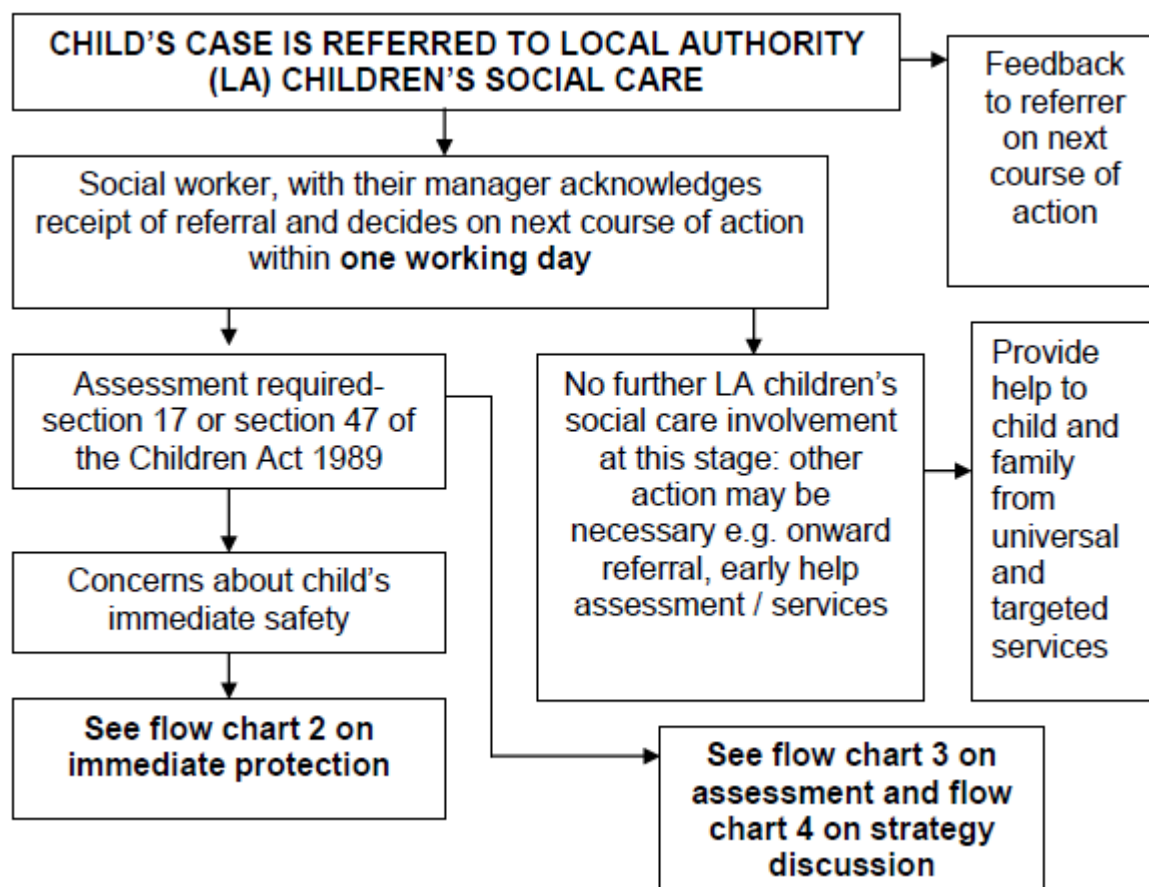 CHILD'S CASE IS REFERRED TO LOCAL AUTHORITY
(LA) CHILDREN'S SOCIAL CARE
Feedback
to referrer
on next
course of
action
Social worker, with their manager acknowledges
receipt of referral and decides on next course of action
within one working day
Assessment required-
section 17 or section 47 of
the Children Act 1989
No further LA children's
social care involvement
at this stage: other
action may be
necessary e.g. onward
referral, early help
assessment / services
Provide
help to
child and
family
from
universal
and
targeted
services
Concerns about child's
immediate safety
See flow chart 2 on
immediate protection
See flow chart 3 on
assessment and flow
chart 4 on strategy
discussion